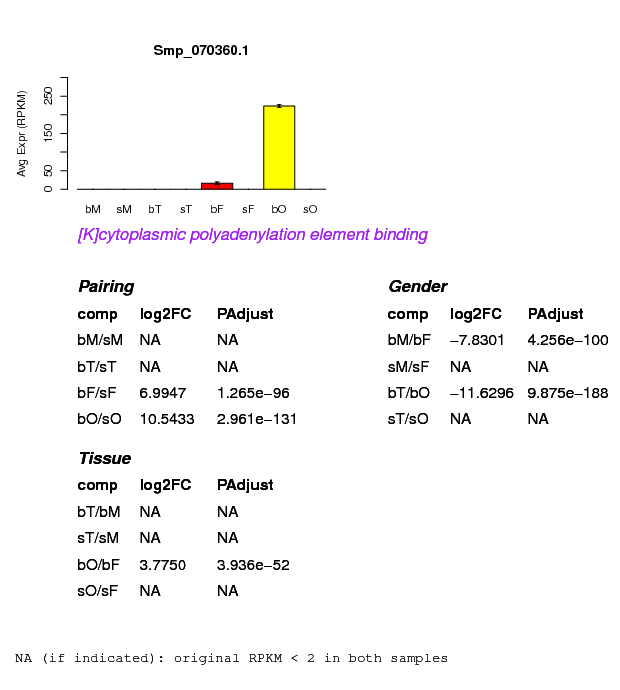 Smp_070360.1
Avg Expr (RPKM)
0 50 150 250
bM sM bT sT bF sF bO sO
[K]cytoplasmic polyadenylation element binding
Pairing
comp log2FC PAdjust
bM/sM NA NA
bT/sT NA NA
bF/sF 6.9947 1.265e−96
bO/sO 10.5433 2.961e−131
Gender
comp log2FC PAdjust
bM/bF −7.8301 4.256e−100
sM/sF NA NA
bT/bO −11.6296 9.875e−188
sT/sO NA NA
Tissue
comp log2FC PAdjust
bT/bM NA NA
sT/sM NA NA
bO/bF 3.7750 3.936e−52
sO/sF NA NA
NA (if indicated): original RPKM < 2 in both samples